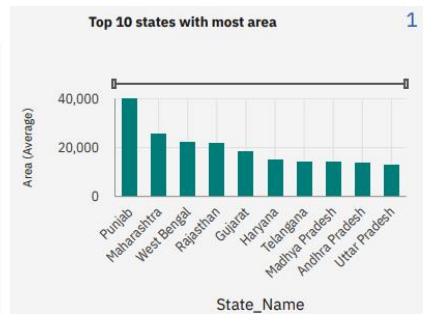 Top 10 states with most area
1
Area (Average)
40,000
20,000
0
Punjab
Maharashtra
West Bengal
Rajasthan
Gujarat
Haryana
Telangana
Madhya Pradesh
Andhra Pradesh
Uttar Pradesh
State_Name